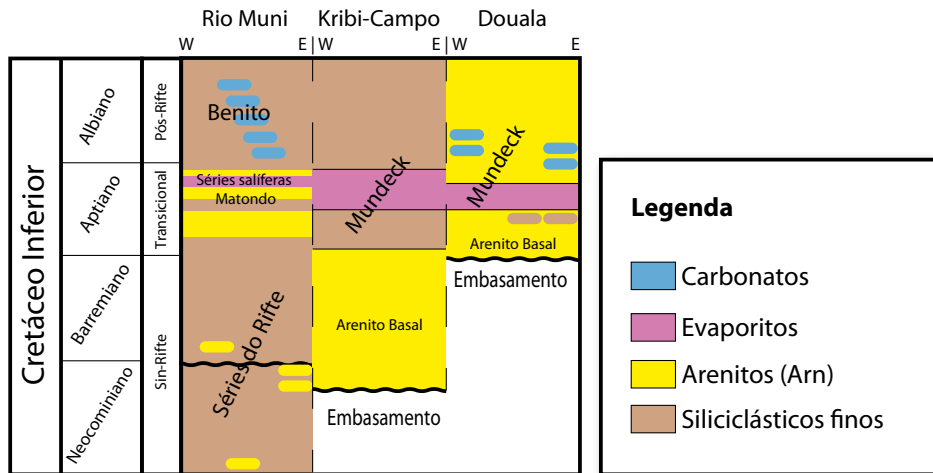 Rio Muni Kribi-Campo Douala
W E W E W E
Cretáceo Inferior
Albiano
Aptiano
Barremiano
Neocominiano
Pós-Rifte
Transicional
Sin-Rifte
Benito
Séries salíferas
Matondo
Séries do Rifte
Mundeck
Arenito Basal
Embasamento
Mundeck
Arenito Basal
Embasamento
Legenda
Carbonatos
Evaporitos
Arenitos (Arn)
Siliciclásticos finos